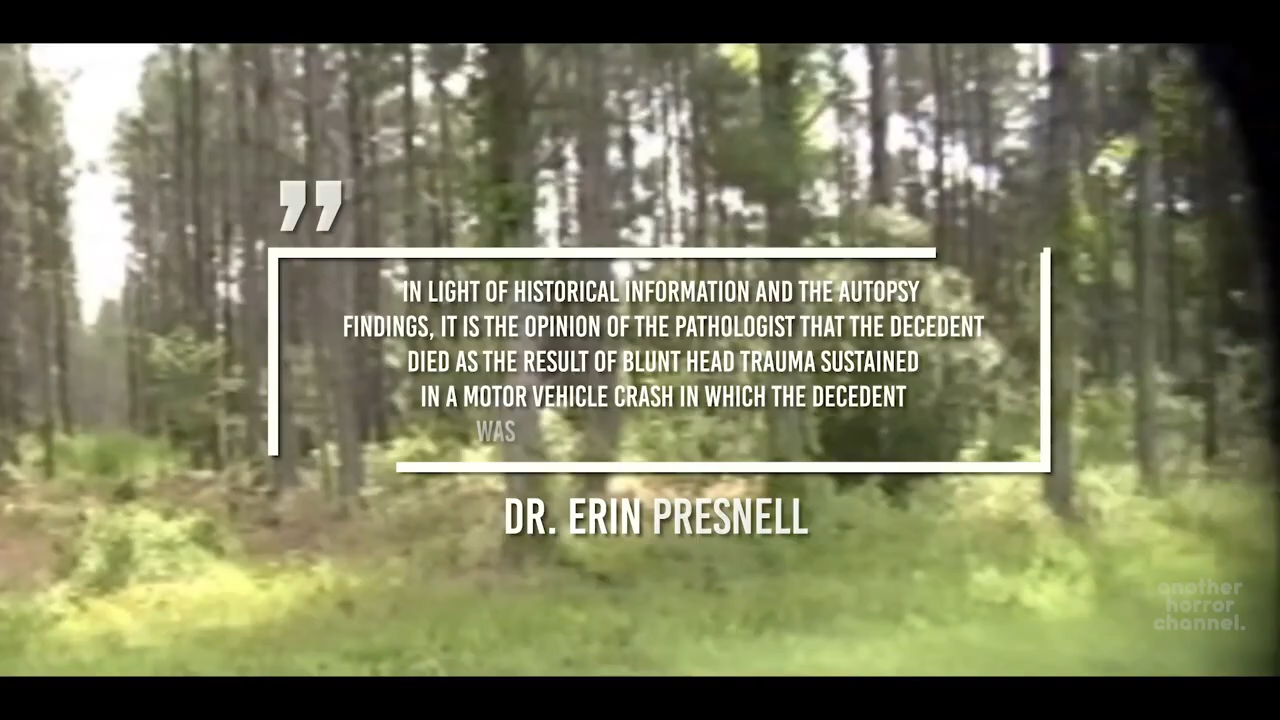 ”
IN LIGHT OF HISTORICAL INFORMATION AND THE AUTOPSY
FINDINGS, IT IS THE OPINION OF THE PATHOLOGIST THAT THE DECEDENT
DIED AS THE RESULT OF BLUNT HEAD TRAUMA SUSTAINED
IN A MOTOR VEHICLE CRASH IN WHICH THE DECEDENT
WAS
DR. ERIN PRESNELL
another
horror
channel.